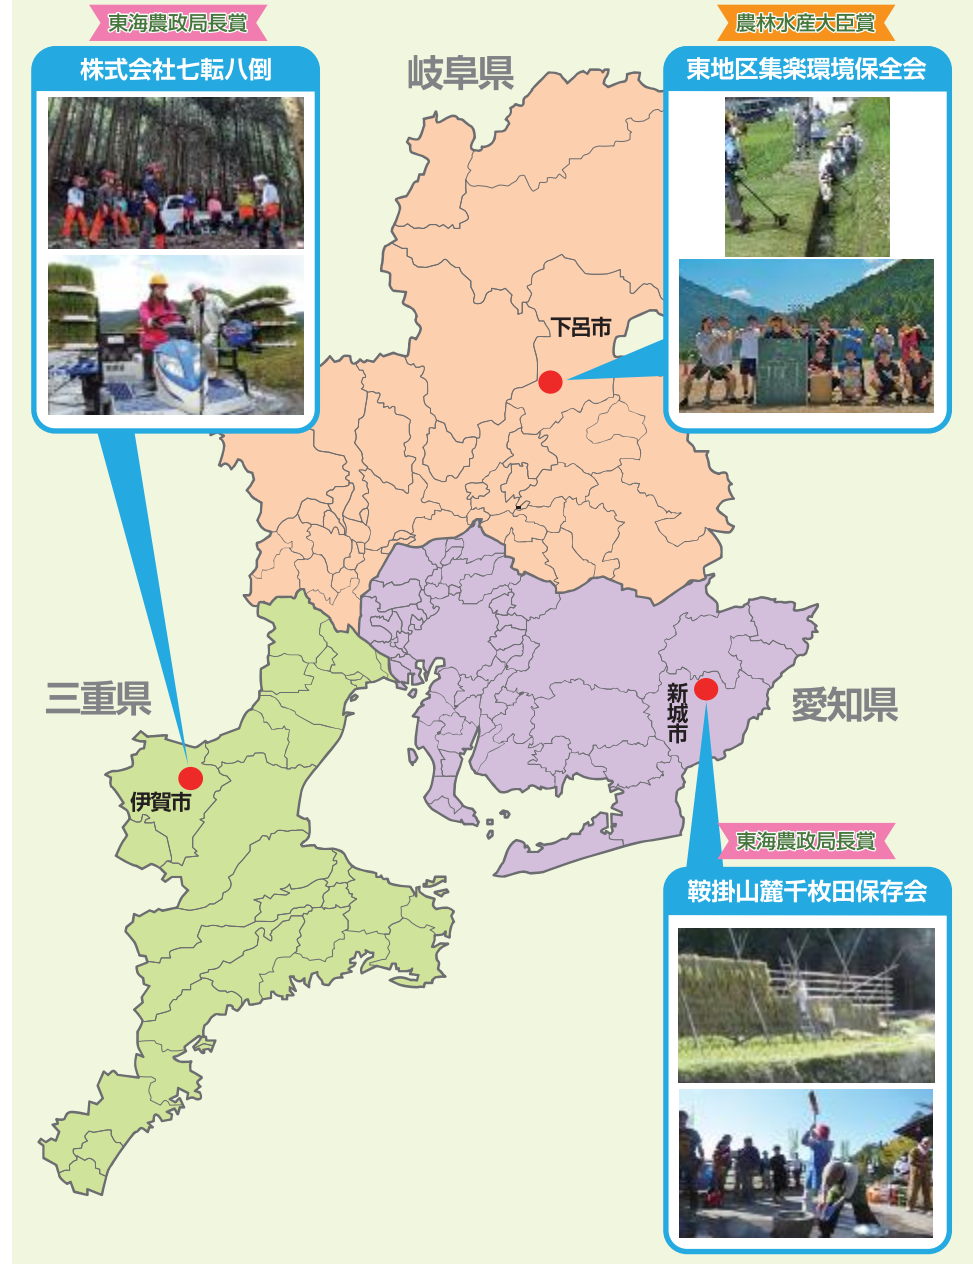 東海農政局長賞
株式会社七転八倒
岐阜県
農林水産大臣賞
東地区集楽環境保全会
下呂市
三重県
伊賀市
新城市
愛知県
東海農政局長賞
鞍掛山麓千枚田保存会